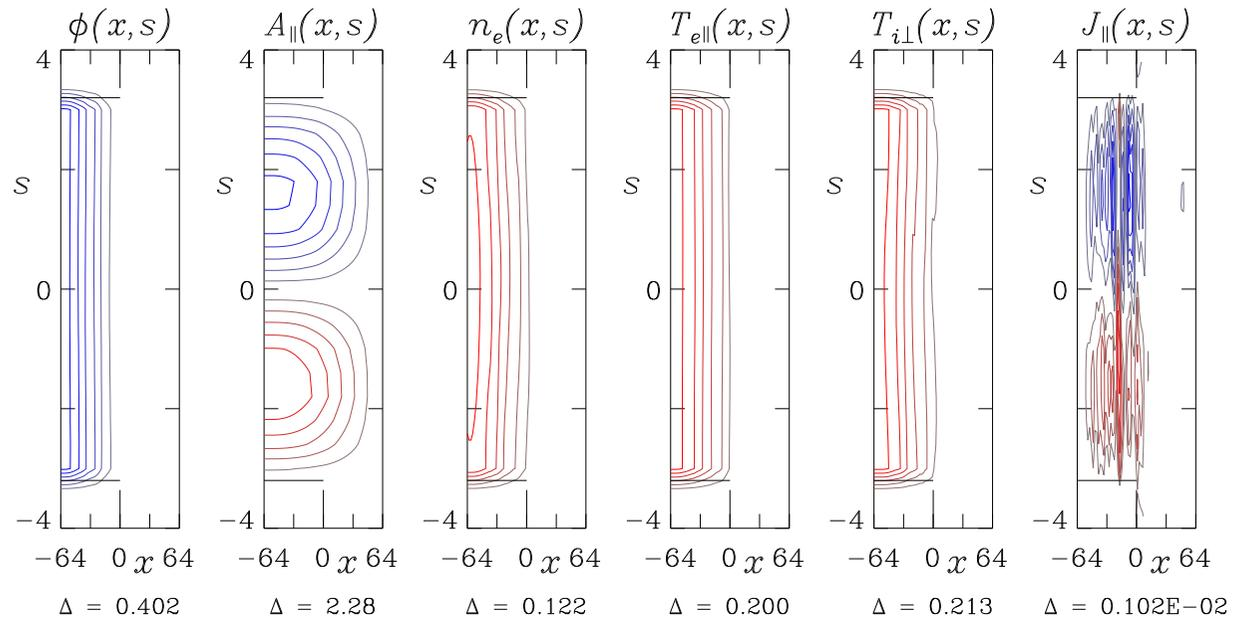 ϕ(x,s) A∥(x,s) nₑ(x,s) Tₑ∥(x,s) Tᵢ⊥(x,s) J∥(x,s)
4 4 4 4 4 4
s s s s s s
0 0 0 0 0 0
−4 −4 −4 −4 −4 −4
−64 0 x 64 −64 0 x 64 −64 0 x 64 −64 0 x 64 −64 0 x 64 −64 0 x 64
Δ = 0.402 Δ = 2.28 Δ = 0.122 Δ = 0.200 Δ = 0.213 Δ = 0.102E−02